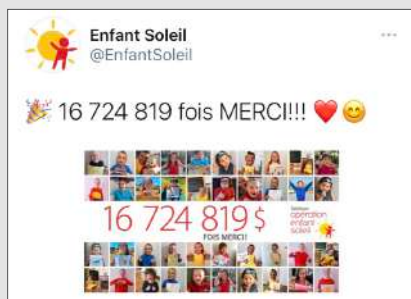 Enfant Soleil
@EnfantSoleil
🎉 16 724 819 fois MERCI!!! ❤️😊
16 724 819 $
FOIS MERCI!
opération
enfant
soleil